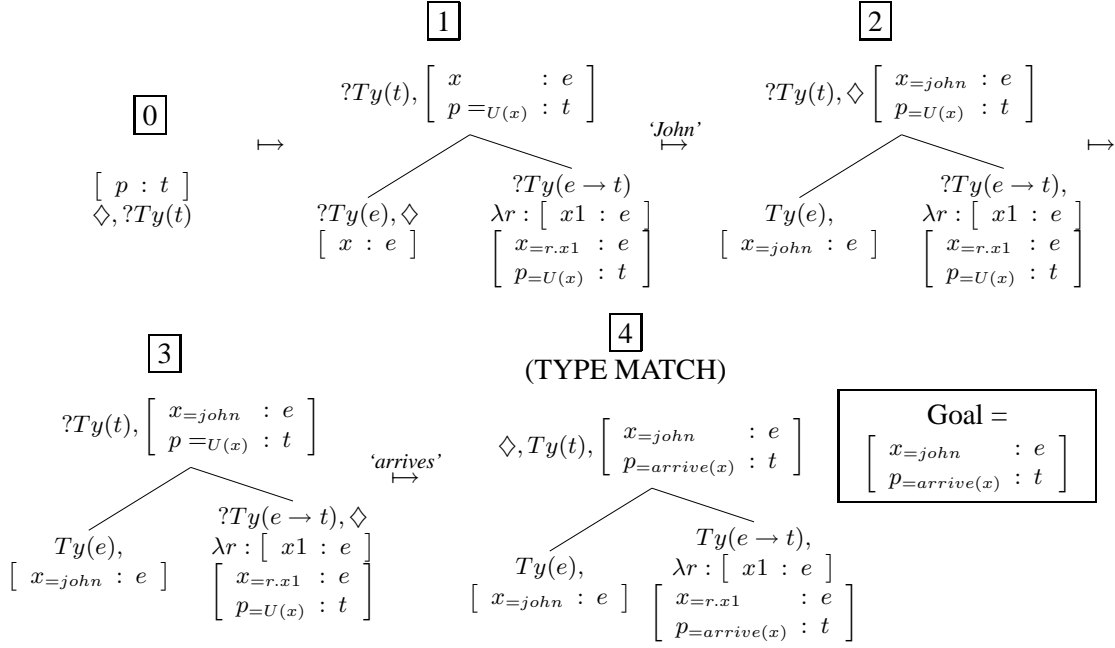 0
[ p : t ]
◇, ?Ty(t)
↦
1
?Ty(t), [ x : e
p =U(x) : t ]
?Ty(e), ◇
[ x : e ]
?Ty(e → t)
λr : [ x1 : e ]
[ x=r.x1 : e
p=U(x) : t ]
‘John’
↦
2
?Ty(t), ◇ [ x=john : e
p=U(x) : t ]
Ty(e),
[ x=john : e ]
?Ty(e → t),
λr : [ x1 : e ]
[ x=r.x1 : e
p=U(x) : t ]
↦
3
?Ty(t), [ x=john : e
p =U(x) : t ]
Ty(e),
[ x=john : e ]
?Ty(e → t), ◇
λr : [ x1 : e ]
[ x=r.x1 : e
p=U(x) : t ]
‘arrives’
↦
4
(TYPE MATCH)
◇, Ty(t), [ x=john : e
p=arrive(x) : t ]
Ty(e),
[ x=john : e ]
Ty(e → t),
λr : [ x1 : e ]
[ x=r.x1 : e
p=arrive(x) : t ]
Goal =
[ x=john : e
p=arrive(x) : t ]